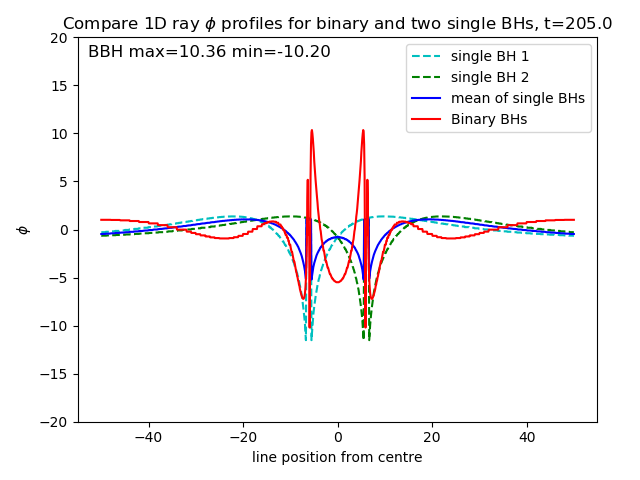 Compare 1D ray ϕ profiles for binary and two single BHs, t=205.0
BBH max=10.36 min=-10.20
single BH 1
single BH 2
mean of single BHs
Binary BHs
20
15
10
5
0
−5
−10
−15
−20
ϕ
−40 −20 0 20 40
line position from centre